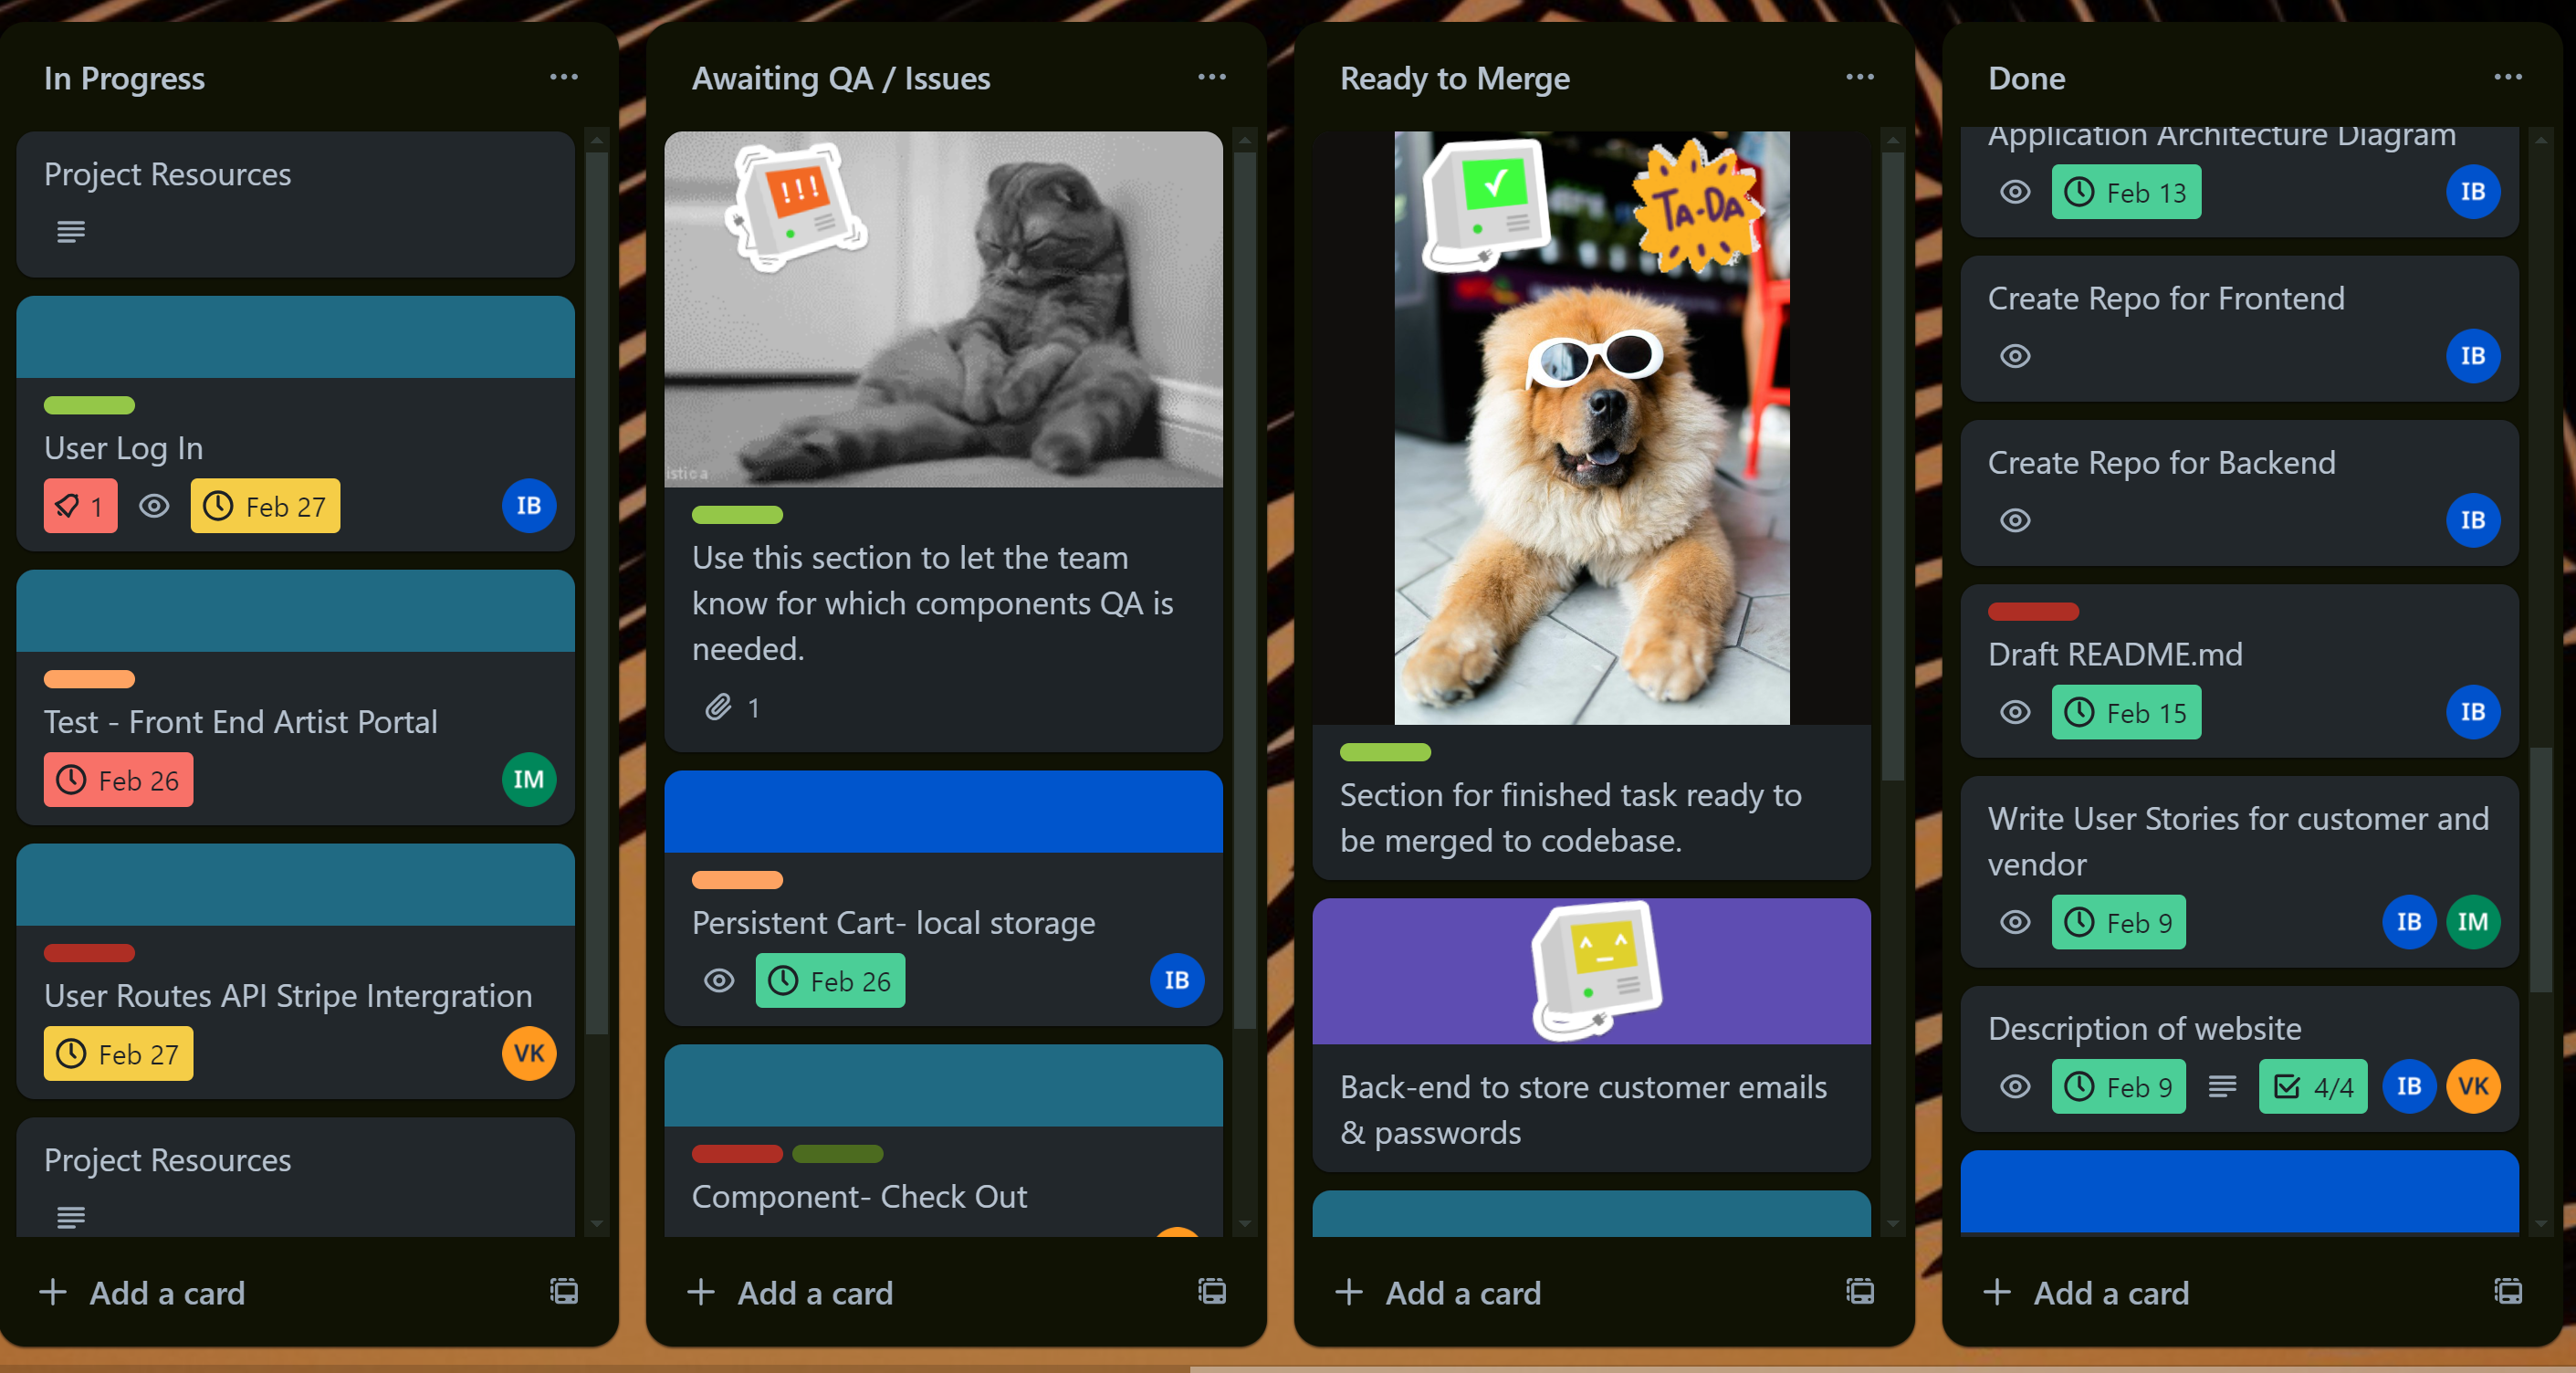 In Progress
Project Resources
User Log In
1
Feb 27
IB
Test - Front End Artist Portal
Feb 26
IM
User Routes API Stripe Intergration
Feb 27
VK
Project Resources
Add a card
Awaiting QA / Issues
!!!
Use this section to let the team
know for which components QA is
needed.
1
Persistent Cart- local storage
Feb 26
IB
Component- Check Out
Add a card
Ready to Merge
TA-DA
Section for finished task ready to
be merged to codebase.
Back-end to store customer emails
& passwords
Add a card
Done
Application Architecture Diagram
Feb 13
IB
Create Repo for Frontend
IB
Create Repo for Backend
IB
Draft README.md
Feb 15
IB
Write User Stories for customer and
vendor
Feb 9
IB IM
Description of website
Feb 9
4/4
IB VK
Add a card